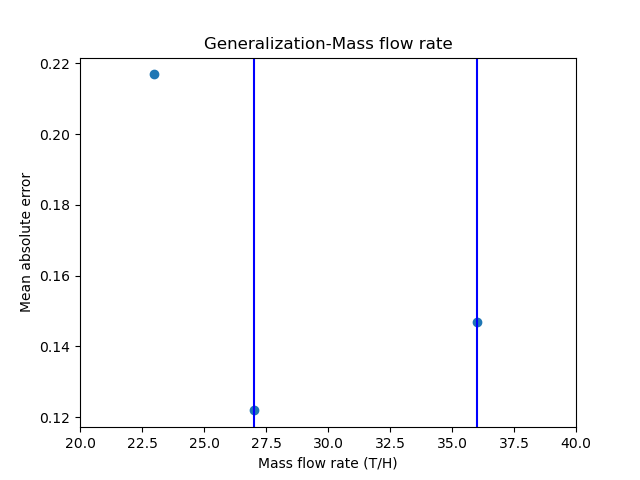 Generalization-Mass flow rate
0.22
0.20
0.18
0.16
0.14
0.12
Mean absolute error
20.0 22.5 25.0 27.5 30.0 32.5 35.0 37.5 40.0
Mass flow rate (T/H)